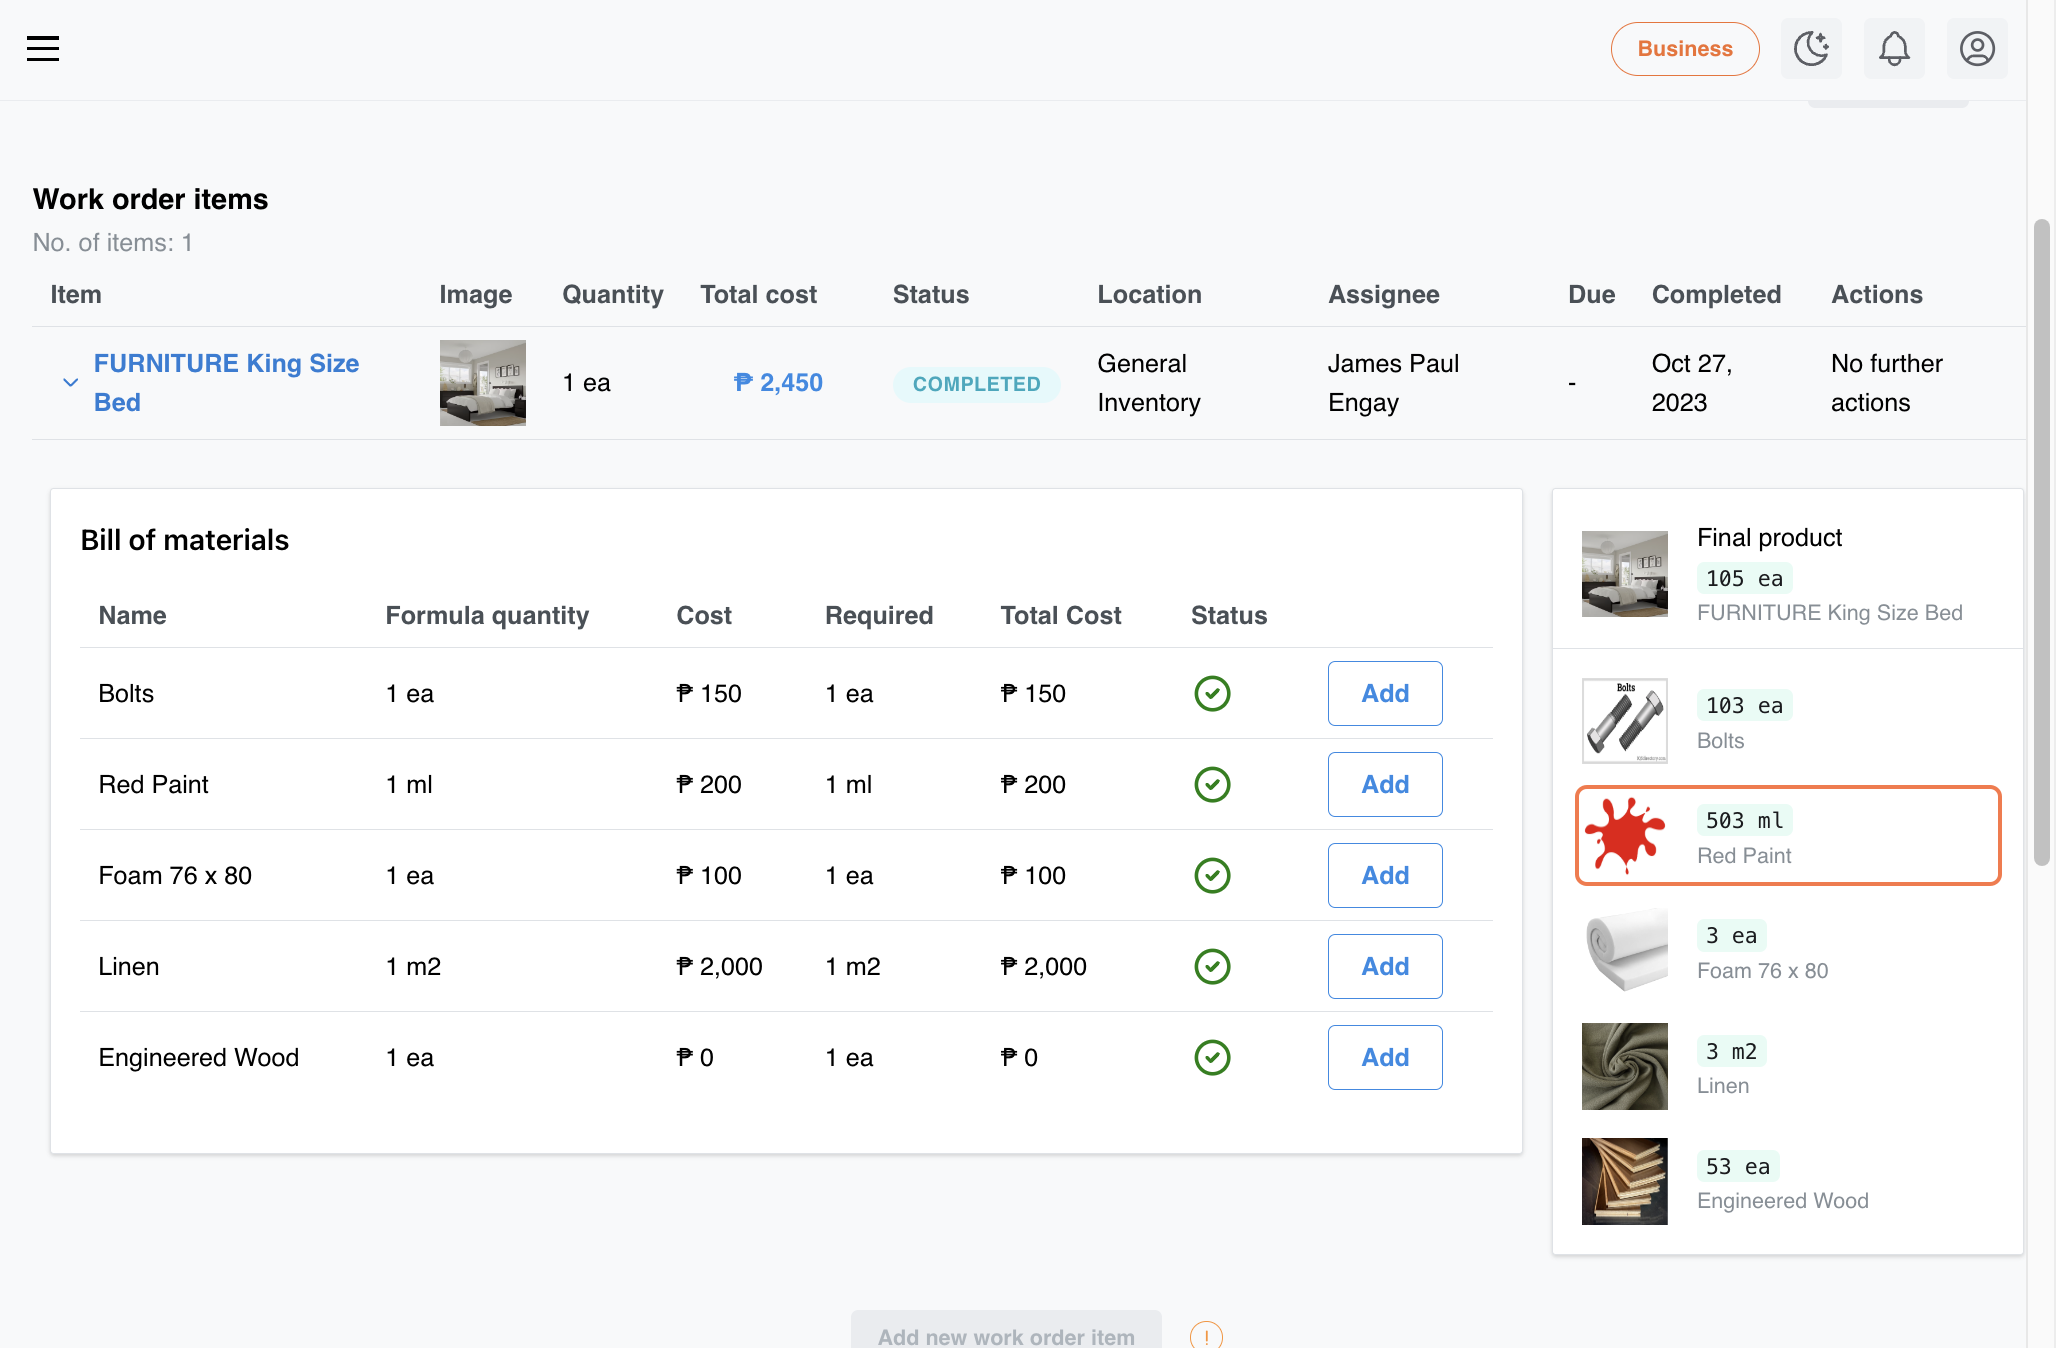 Business
Work order items
No. of items: 1
Item Image Quantity Total cost Status Location Assignee Due Completed Actions
FURNITURE King Size Bed 1 ea ₱ 2,450 COMPLETED General Inventory James Paul Engay - Oct 27, 2023 No further actions
Bill of materials
Name Formula quantity Cost Required Total Cost Status
Bolts 1 ea ₱ 150 1 ea ₱ 150 Add
Red Paint 1 ml ₱ 200 1 ml ₱ 200 Add
Foam 76 x 80 1 ea ₱ 100 1 ea ₱ 100 Add
Linen 1 m2 ₱ 2,000 1 m2 ₱ 2,000 Add
Engineered Wood 1 ea ₱ 0 1 ea ₱ 0 Add
Final product
105 ea
FURNITURE King Size Bed
Bolts
103 ea
Bolts
503 ml
Red Paint
3 ea
Foam 76 x 80
3 m2
Linen
53 ea
Engineered Wood
Add new work order item